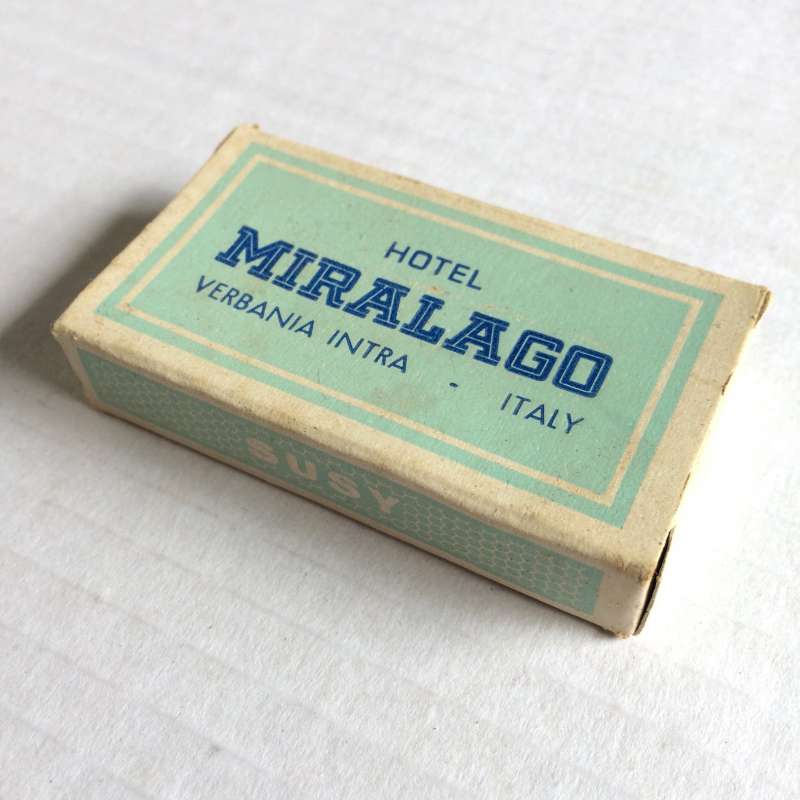 HOTEL
MIRALAGO
VERBANIA INTRA - ITALY
SUSY